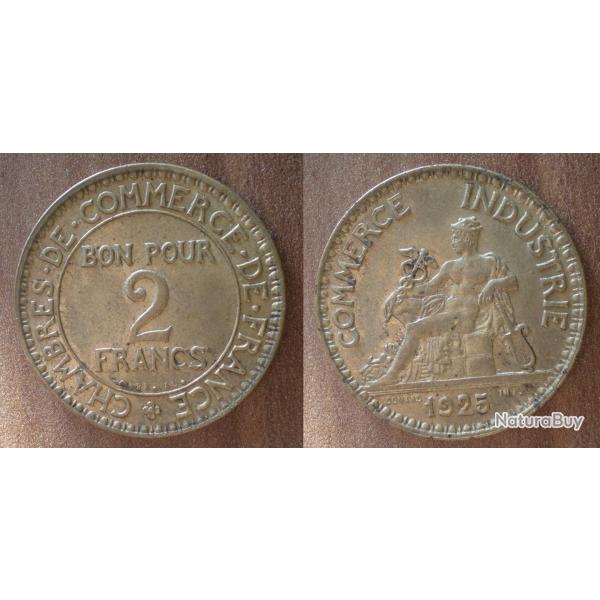 CHAMBRES·DE·COMMERCE·DE·FRANCE
BON POUR
2
FRANCS
COMMERCE INDUSTRIE
1925
NaturaBuy